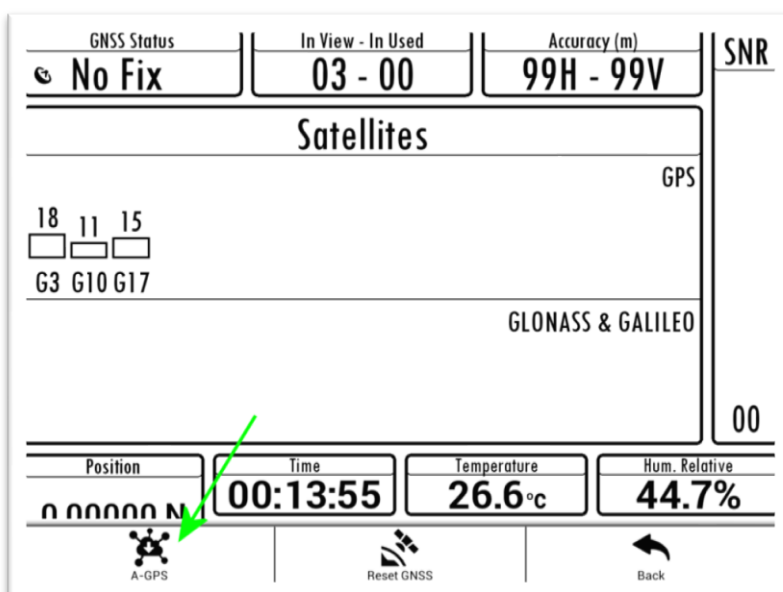 GNSS Status
No Fix
In View - In Used
03 - 00
Accuracy (m)
99H - 99V
SNR
Satellites
GPS
18 11 15
G3 G10 G17
GLONASS & GALILEO
00
Position
0.00000 N
Time
00:13:55
Temperature
26.6°C
Hum. Relative
44.7%
A-GPS
Reset GNSS
Back